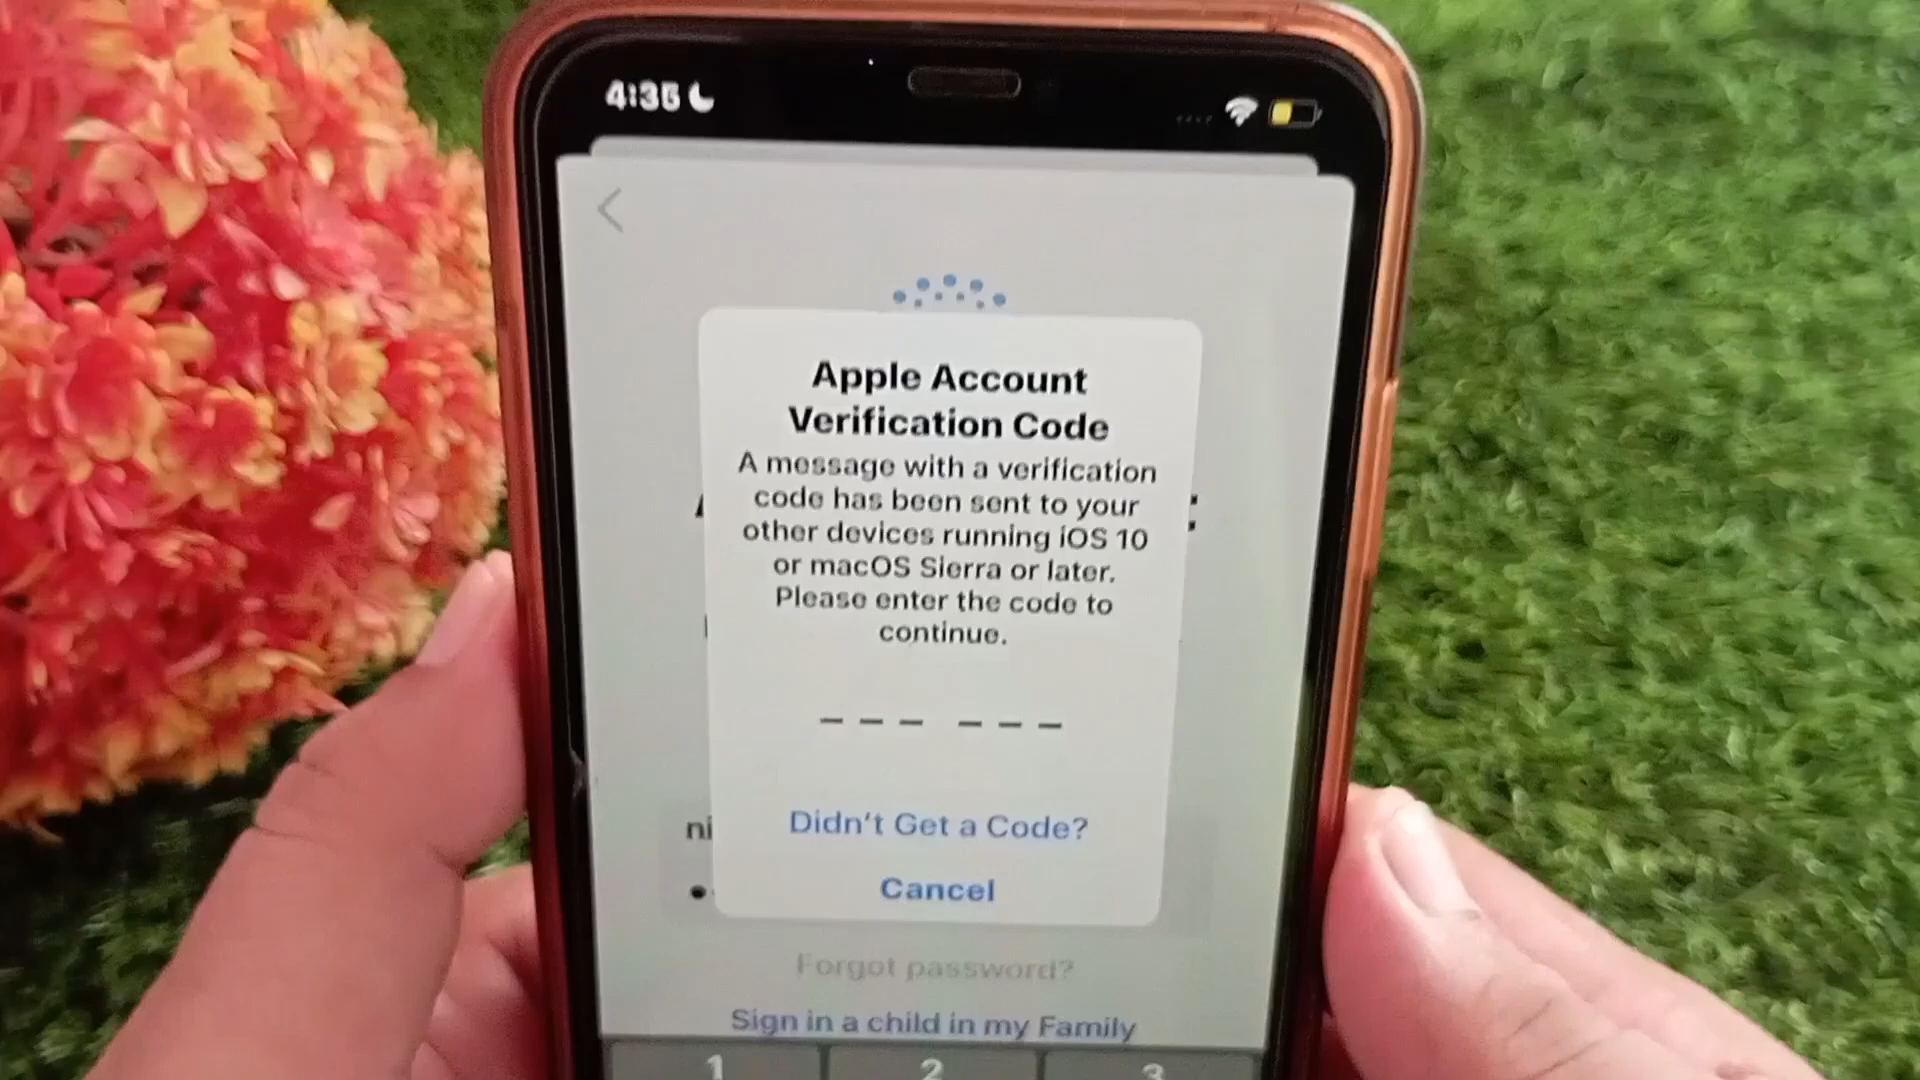 4:35
Apple Account
Verification Code
A message with a verification
code has been sent to your
other devices running iOS 10
or macOS Sierra or later.
Please enter the code to
continue.
Didn't Get a Code?
Cancel
ni
Forgot password?
Sign in a child in my Family
1 2 3